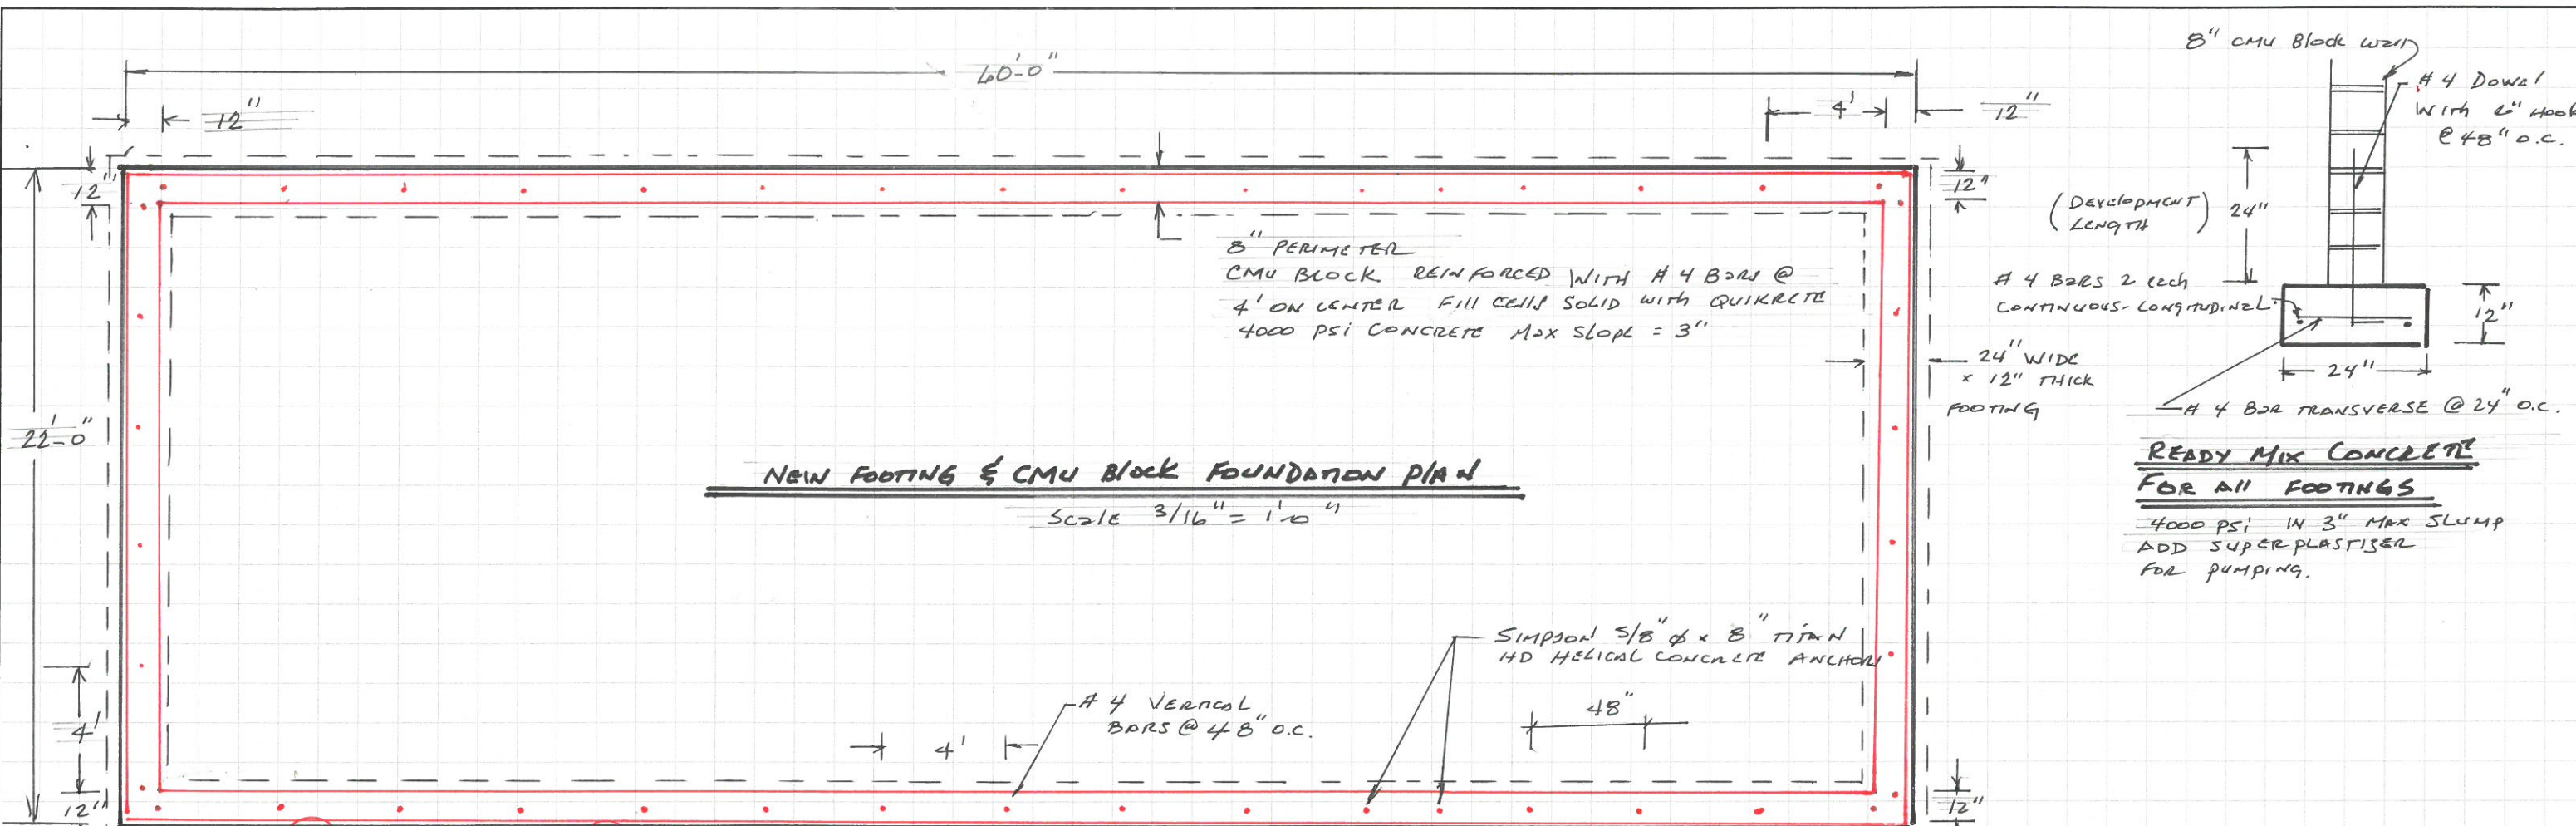 60'-0"
12"
4'
12"
12"
12"
22'-0"
8" PERIMETER
CMU BLOCK REINFORCED WITH # 4 BARS @
4' ON CENTER FILL CELLS SOLID WITH QUIKRETE
4000 PSI CONCRETE MAX SLOPE = 3"
24" WIDE
x 12" THICK
FOOTING
NEW FOOTING & CMU BLOCK FOUNDATION PLAN
SCALE 3/16" = 1'-0"
SIMPSON 5/8" ø x 8" TITAN
HD HELICAL CONCRETE ANCHORS
# 4 VERTICAL
BARS @ 48" O.C.
48"
4'
4'
12"
12"
8" CMU Block Wall
# 4 Dowel
WITH HOOK
@ 48" O.C.
(DEVELOPMENT
LENGTH)
24"
# 4 BARS 2 each
CONTINUOUS-LONGITUDINAL
12"
24"
# 4 BAR TRANSVERSE @ 24" O.C.
READY MIX CONCRETE
FOR All FOOTINGS
4000 PSi IN 3" MAX SLUMP
ADD SUPERPLASTIZER
FOR PUMPING.